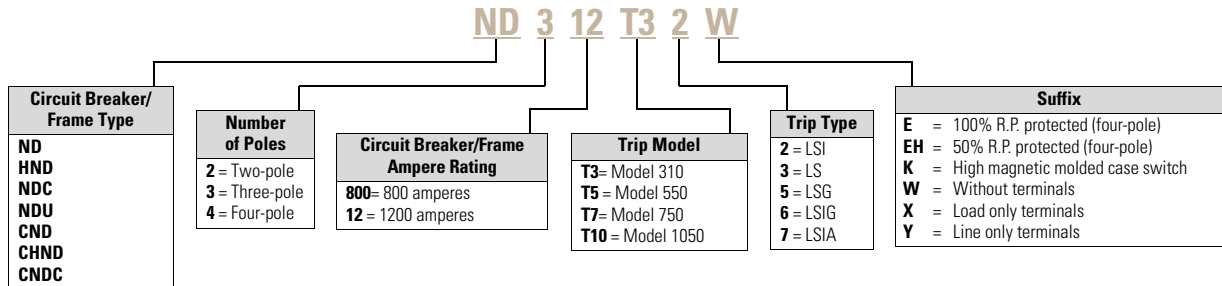 ND 3 12 T3 2 W
Circuit Breaker/
Frame Type
ND
HND
NDC
NDU
CND
CHND
CNDC
Number
of Poles
2 = Two-pole
3 = Three-pole
4 = Four-pole
Circuit Breaker/Frame
Ampere Rating
800= 800 amperes
12 = 1200 amperes
Trip Model
T3= Model 310
T5= Model 550
T7= Model 750
T10 = Model 1050
Trip Type
2 = LSI
3 = LS
5 = LSG
6 = LSIG
7 = LSIA
Suffix
E = 100% R.P. protected (four-pole)
EH = 50% R.P. protected (four-pole)
K = High magnetic molded case switch
W = Without terminals
X = Load only terminals
Y = Line only terminals